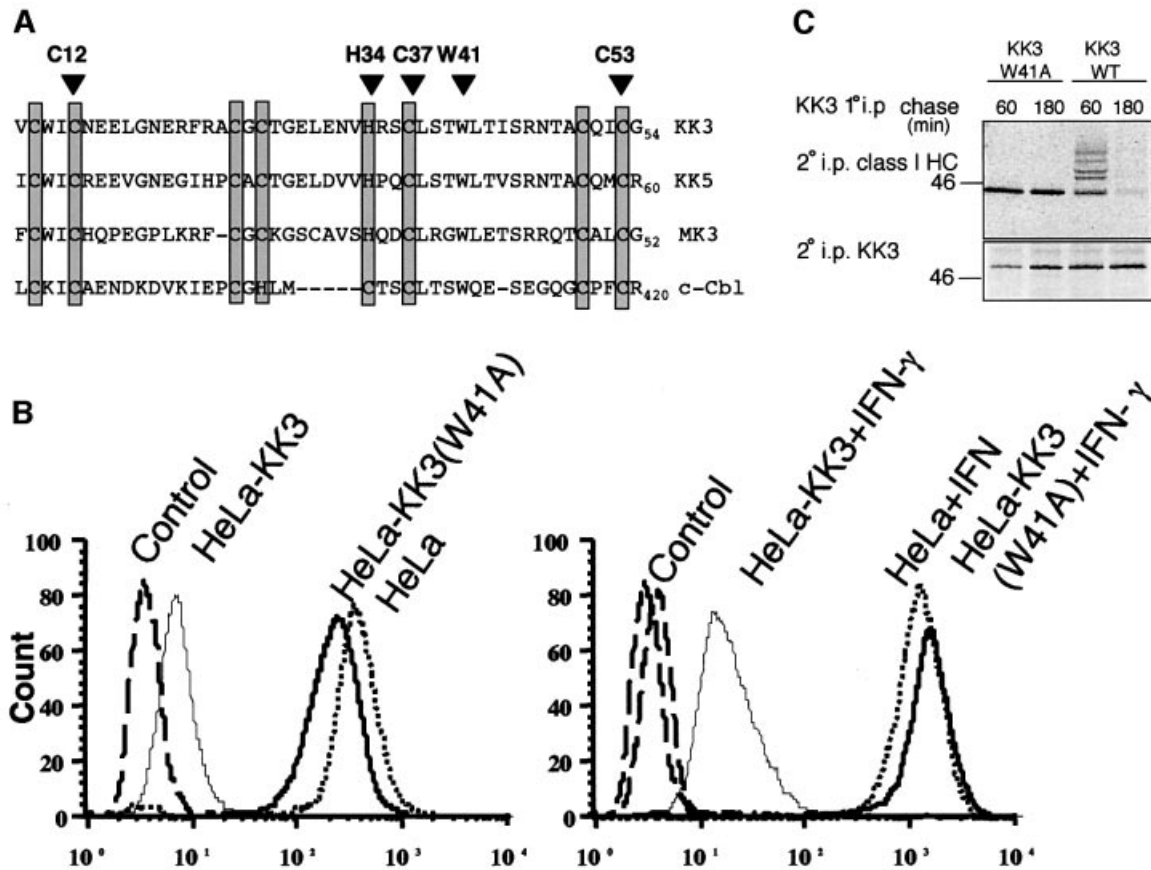 A
C12 H34 C37 W41 C53
VCWICNEELGNERFRACGCTGELENVHRSCLSTWLTISRNTACQICG54 KK3
ICWICREEVGNEGIHPCACTGELDVVHPQCLSTWLTVSRNTACQMCR60 KK5
FCWICHQPEGPLKRF-CGCKGSCAVSHQDCLRGWLETSRRQTCALCG52 MK3
LCKICAENDKDVKIEPCGHLM-----CTSCLTSWQE-SEGQGCPFCR420 c-Cbl
C
KK3 KK3
W41A WT
KK3 1° i.p chase 60 180 60 180
(min)
2° i.p. class I HC
46
2° i.p. KK3
46
B
Control
HeLa-KK3
HeLa-KK3(W41A)
HeLa
Count
100
80
60
40
20
0
10^0 10^1 10^2 10^3 10^4
Control
HeLa-KK3+IFN-γ
HeLa+IFN
HeLa-KK3
(W41A)+IFN-γ
100
80
60
40
20
0
10^0 10^1 10^2 10^3 10^4